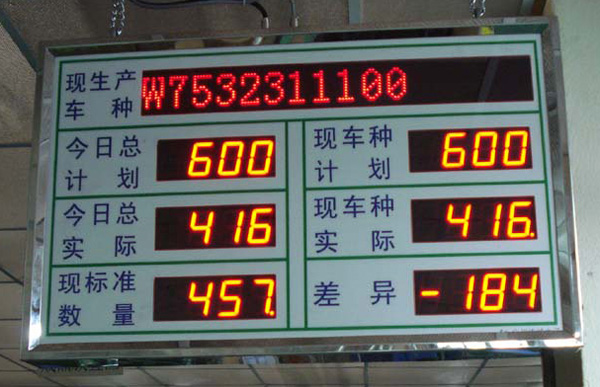 现生产
车种
W7532311100
今日总
计划
600
现车种
计划
600
今日总
实际
416
现车种
实际
416.
现标准
数量
457.
差异
-184